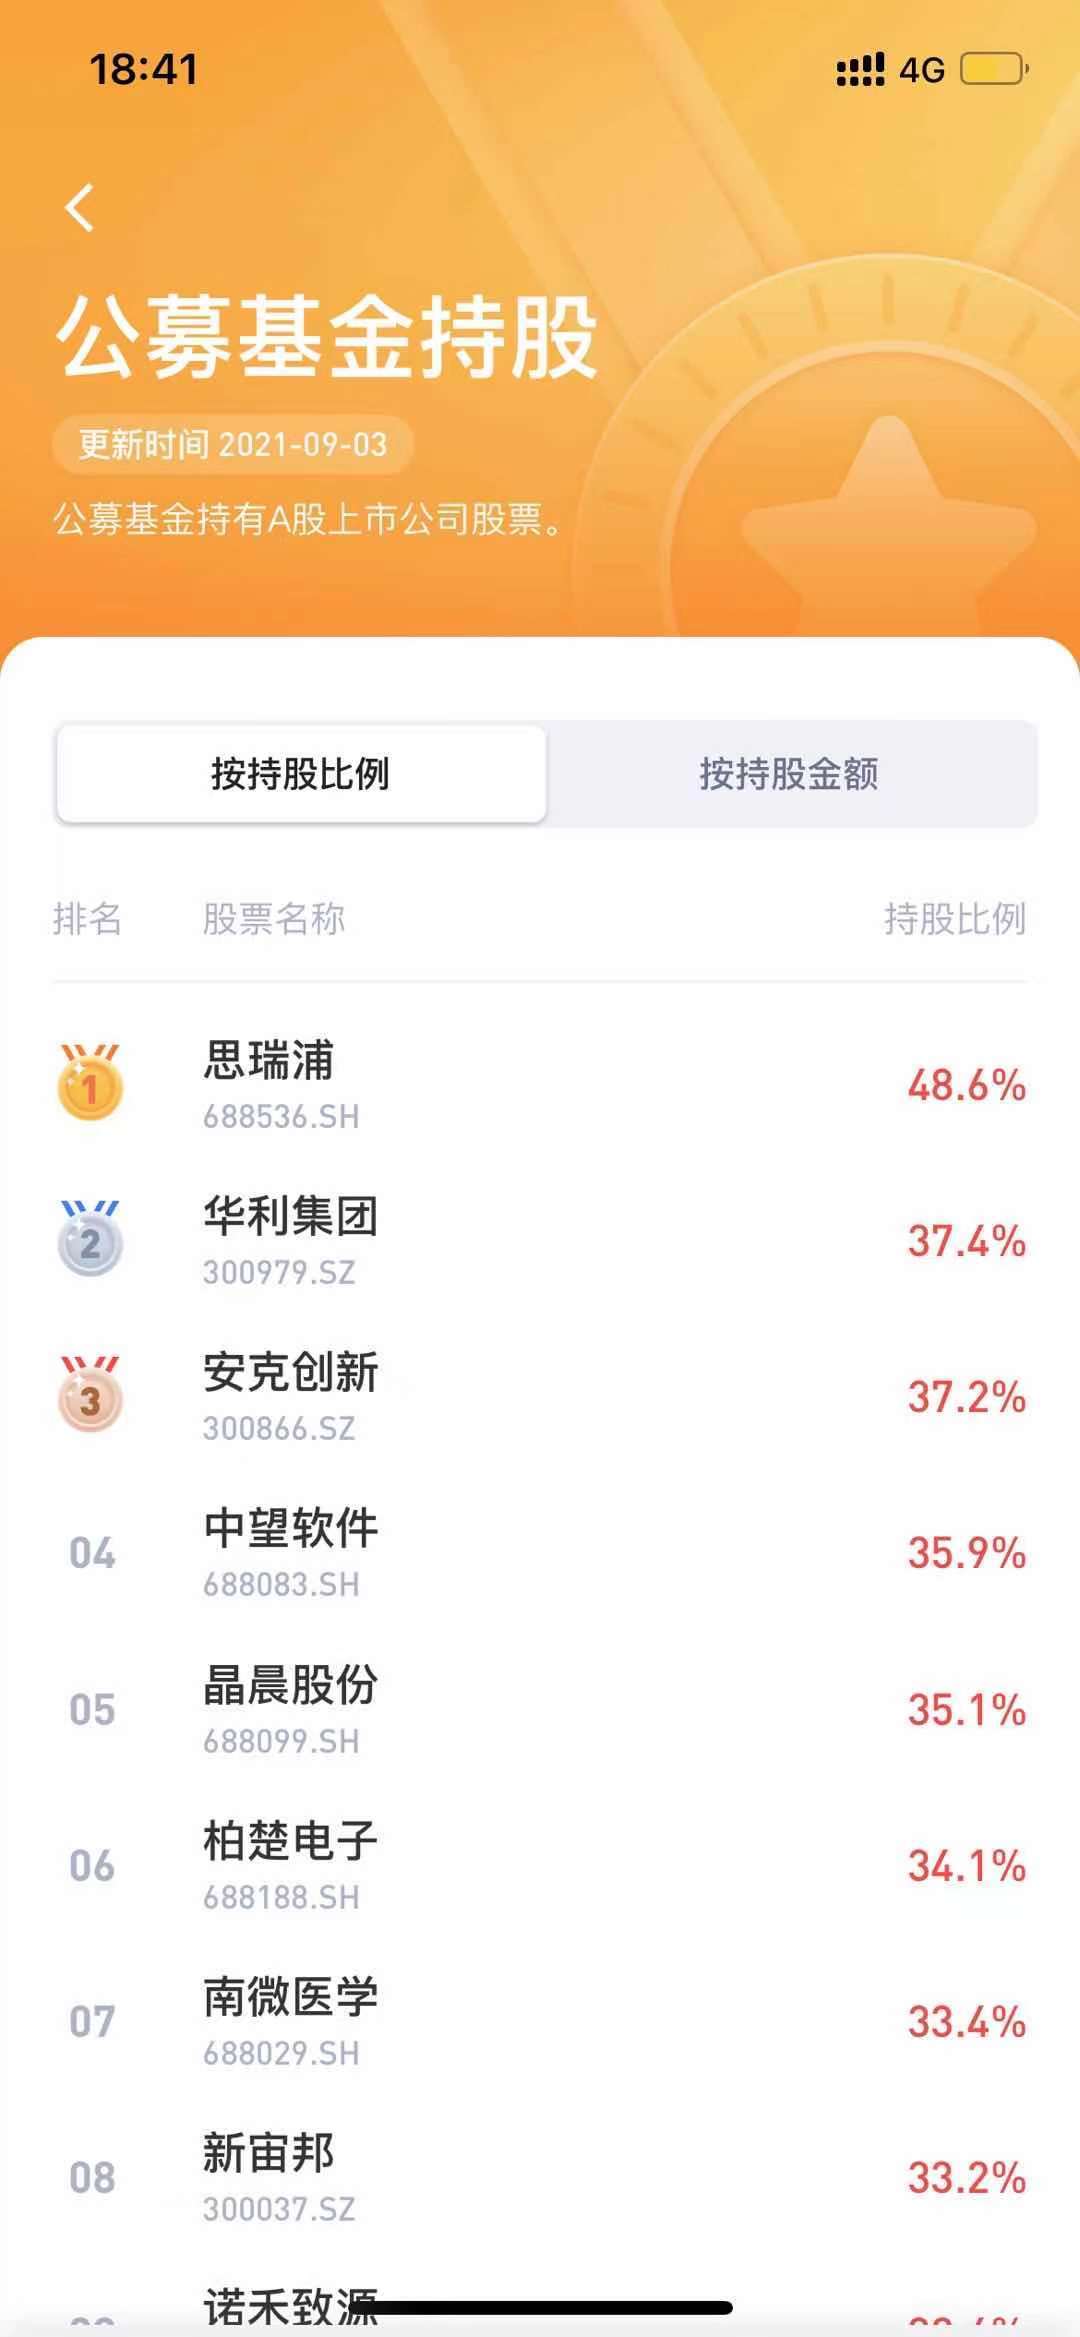 18:41
4G
公募基金持股
更新时间 2021-09-03
公募基金持有A股上市公司股票。
按持股比例 按持股金额
排名 股票名称 持股比例
1 思瑞浦 48.6%
688536.SH
2 华利集团 37.4%
300979.SZ
3 安克创新 37.2%
300866.SZ
04 中望软件 35.9%
688083.SH
05 晶晨股份 35.1%
688099.SH
06 柏楚电子 34.1%
688188.SH
07 南微医学 33.4%
688029.SH
08 新宙邦 33.2%
300037.SZ
诺禾致源